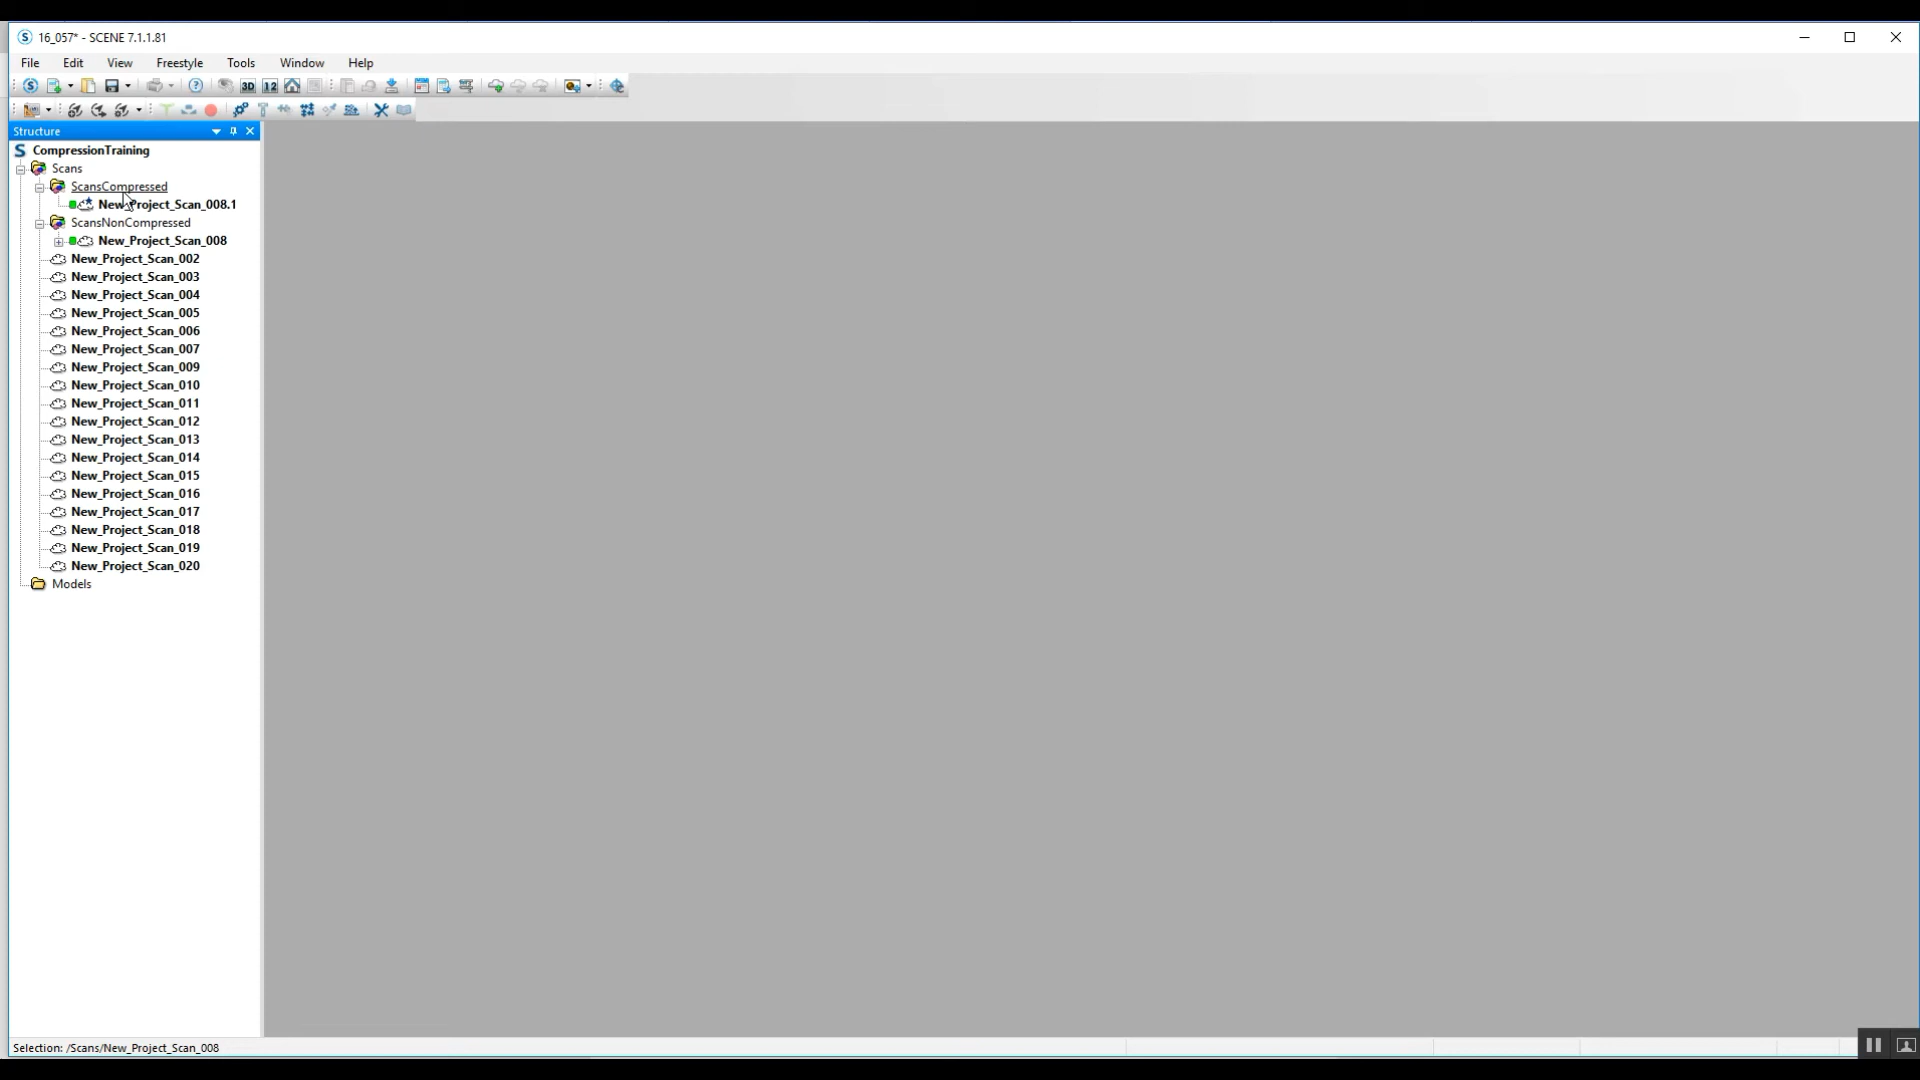 16_057* - SCENE 7.1.1.81
File Edit View Freestyle Tools Window Help
3D 12
Structure
CompressionTraining
Scans
ScansCompressed
New_Project_Scan_008.1
ScansNonCompressed
New_Project_Scan_008
New_Project_Scan_002
New_Project_Scan_003
New_Project_Scan_004
New_Project_Scan_005
New_Project_Scan_006
New_Project_Scan_007
New_Project_Scan_009
New_Project_Scan_010
New_Project_Scan_011
New_Project_Scan_012
New_Project_Scan_013
New_Project_Scan_014
New_Project_Scan_015
New_Project_Scan_016
New_Project_Scan_017
New_Project_Scan_018
New_Project_Scan_019
New_Project_Scan_020
Models
Selection: /Scans/New_Project_Scan_008